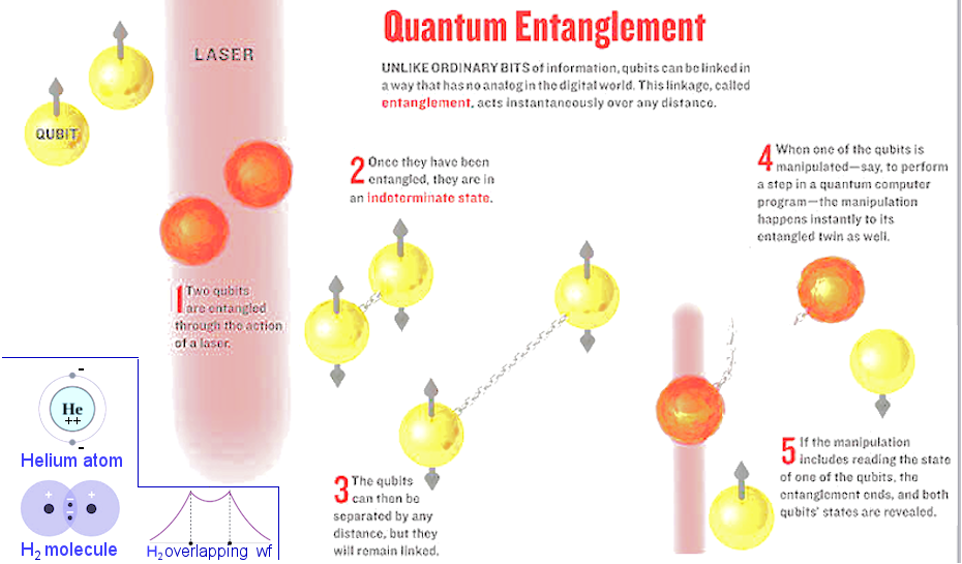 Quantum Entanglement
UNLIKE ORDINARY BITS of information, qubits can be linked in
a way that has no analog in the digital world. This linkage, called
entanglement, acts instantaneously over any distance.
LASER
QUBIT
1 Two qubits
are entangled
through the action
of a laser.
2 Once they have been
entangled, they are in
an indeterminate state.
3 The qubits
can then be
separated by any
distance, but they
will remain linked.
4 When one of the qubits is
manipulated—say, to perform
a step in a quantum computer
program—the manipulation
happens instantly to its
entangled twin as well.
5 If the manipulation
includes reading the state
of one of the qubits, the
entanglement ends, and both
qubits' states are revealed.
-
He
++
-
Helium atom
+ - +
-
H2 molecule
H2 overlapping wf